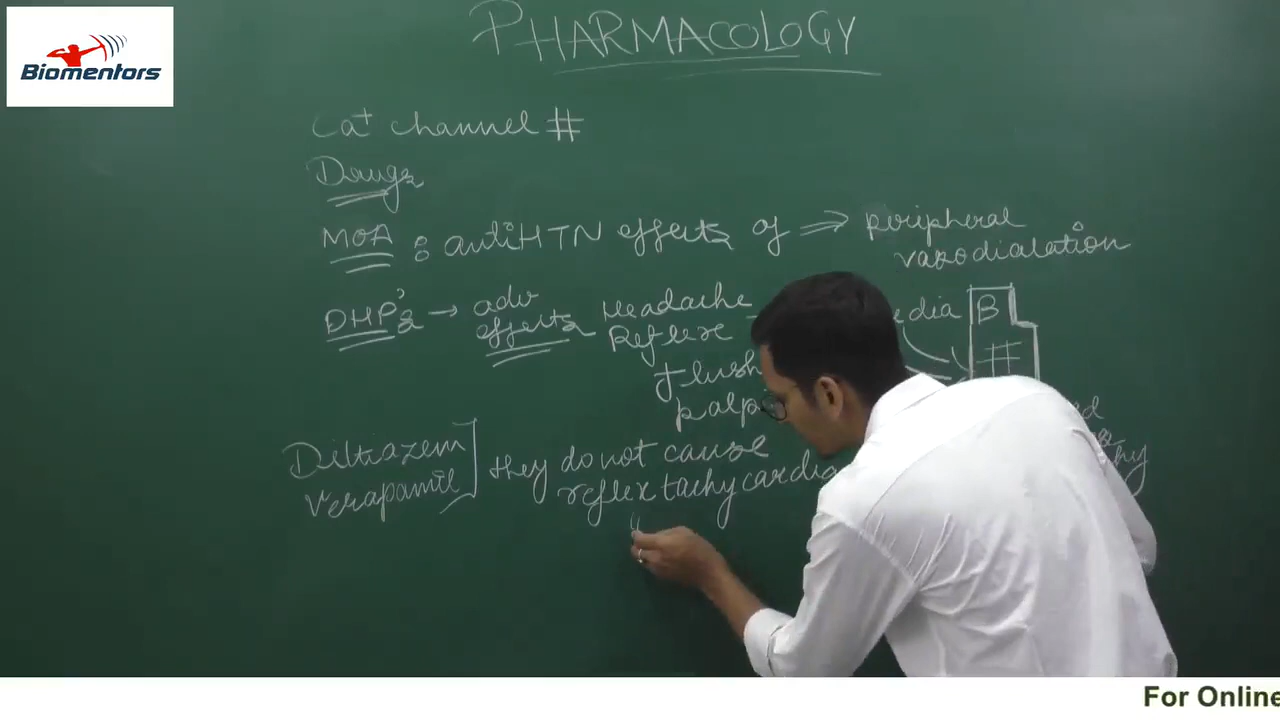 Biomentors
PHARMACOLOGY
Ca+ channel #
Drugs
MOA : antiHTN effects of ⇒ peripheral
vasodialation
DHP's → adv effects Headache
Reflex
flush
palp
B
#
Diltiazem
Verapamil
they do not cause
reflex tachycardia
For Online